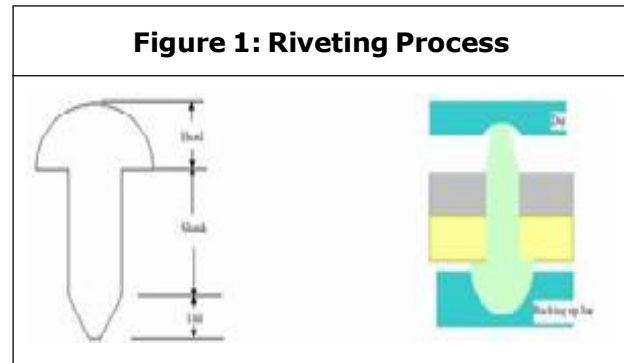 Figure 1: Riveting Process
Head
Shank
Tail
Die
Backing up bar